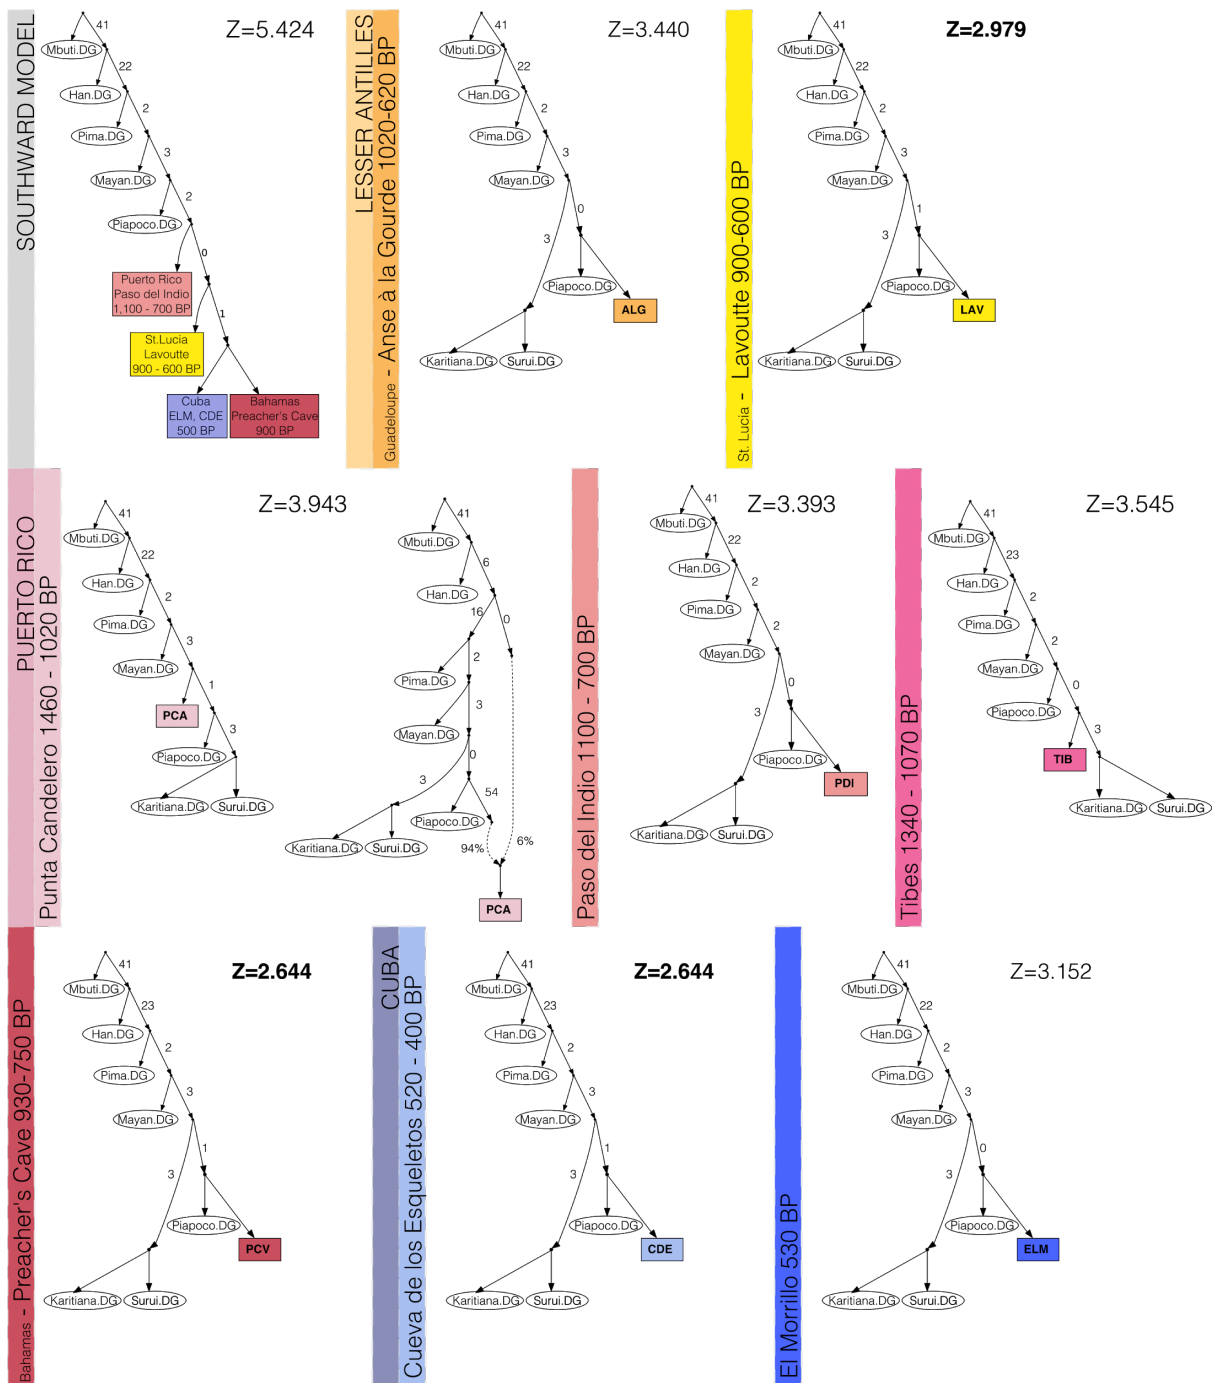 SOUTHWARD MODEL
Z=5.424
41
Mbuti.DG
22
Han.DG
2
Pima.DG
3
Mayan.DG
2
Piapoco.DG
0
Puerto Rico
Paso del Indio
1,100 - 700 BP
1
St.Lucia
Lavoutte
900 - 600 BP
Cuba
ELM, CDE
500 BP
Bahamas
Preacher's Cave
900 BP
LESSER ANTILLES
Guadeloupe - Anse à la Gourde 1020-620 BP
Z=3.440
41
Mbuti.DG
22
Han.DG
2
Pima.DG
3
Mayan.DG
0
3
Piapoco.DG
ALG
Karitiana.DG
Surui.DG
St. Lucia - Lavoutte 900-600 BP
Z=2.979
41
Mbuti.DG
22
Han.DG
2
Pima.DG
3
Mayan.DG
1
3
Piapoco.DG
LAV
Karitiana.DG
Surui.DG
PUERTO RICO
Punta Candelero 1460 - 1020 BP
Z=3.943
41
Mbuti.DG
22
Han.DG
2
Pima.DG
3
Mayan.DG
1
PCA
3
Piapoco.DG
Karitiana.DG
Surui.DG
41
Mbuti.DG
6
Han.DG
16
0
2
Pima.DG
3
Mayan.DG
0
3
54
Piapoco.DG
Karitiana.DG
Surui.DG
94%
6%
PCA
Paso del Indio 1100 - 700 BP
Z=3.393
41
Mbuti.DG
22
Han.DG
2
Pima.DG
2
Mayan.DG
0
3
Piapoco.DG
PDI
Karitiana.DG
Surui.DG
Tibes 1340 - 1070 BP
Z=3.545
41
Mbuti.DG
23
Han.DG
2
Pima.DG
2
Mayan.DG
0
Piapoco.DG
3
TIB
Karitiana.DG
Surui.DG
Bahamas - Preacher's Cave 930-750 BP
Z=2.644
41
Mbuti.DG
23
Han.DG
2
Pima.DG
3
Mayan.DG
1
3
Piapoco.DG
PCV
Karitiana.DG
Surui.DG
CUBA
Cueva de los Esqueletos 520 - 400 BP
Z=2.644
41
Mbuti.DG
23
Han.DG
2
Pima.DG
3
Mayan.DG
1
3
Piapoco.DG
CDE
Karitiana.DG
Surui.DG
El Morrillo 530 BP
Z=3.152
41
Mbuti.DG
22
Han.DG
2
Pima.DG
3
Mayan.DG
0
3
Piapoco.DG
ELM
Karitiana.DG
Surui.DG